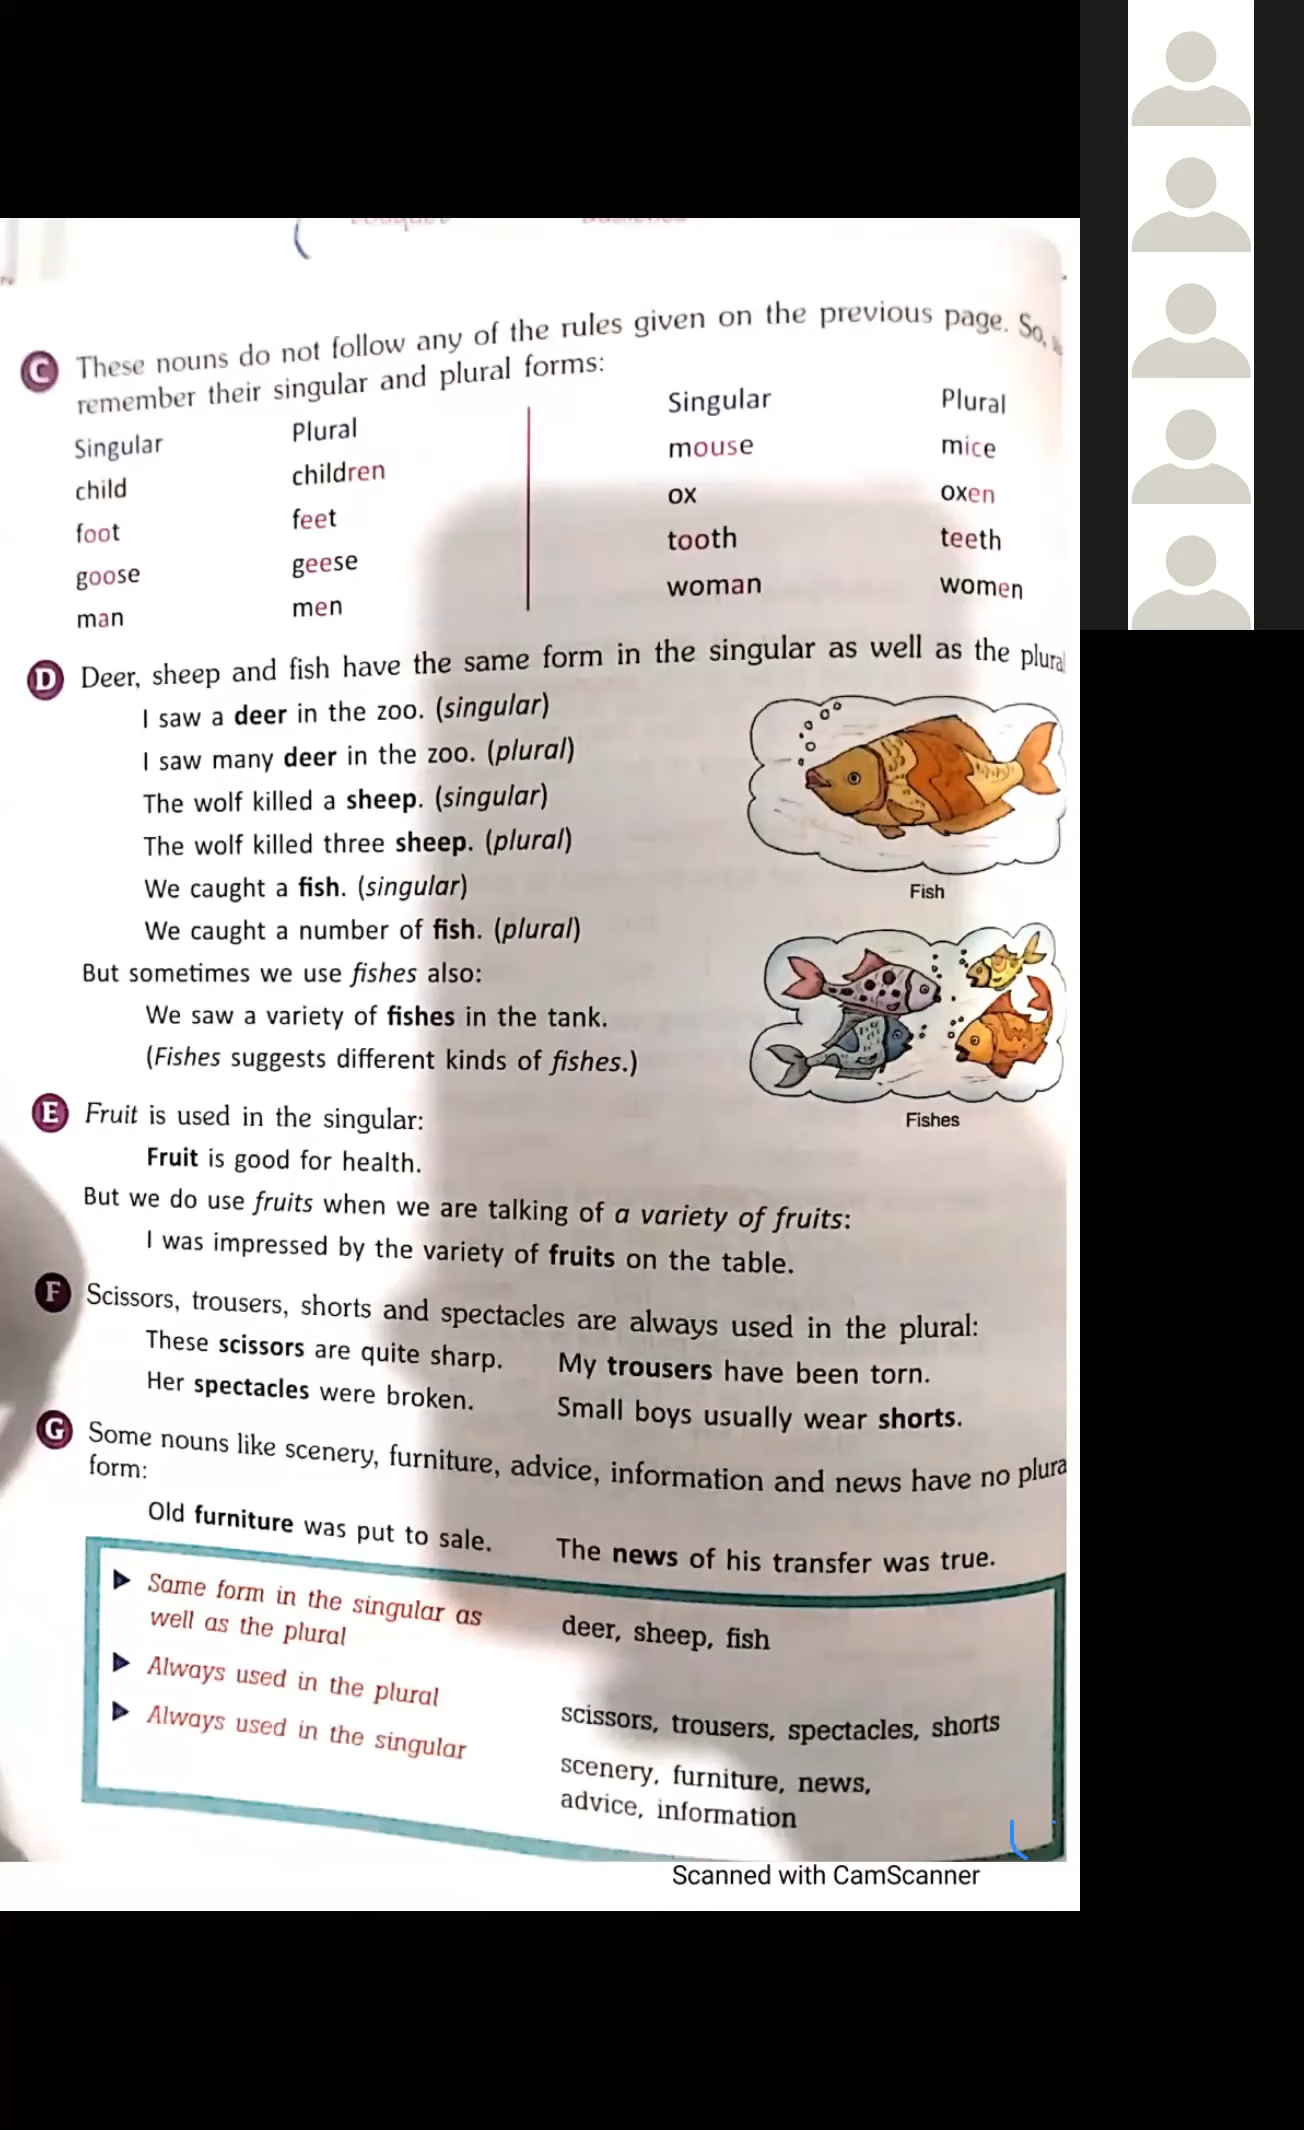 C These nouns do not follow any of the rules given on the previous page. So,
remember their singular and plural forms:
Singular Plural Singular Plural
child children mouse mice
foot feet ox oxen
goose geese tooth teeth
man men woman women
D Deer, sheep and fish have the same form in the singular as well as the plural
I saw a deer in the zoo. (singular)
I saw many deer in the zoo. (plural)
The wolf killed a sheep. (singular)
The wolf killed three sheep. (plural)
We caught a fish. (singular)
Fish
We caught a number of fish. (plural)
But sometimes we use fishes also:
We saw a variety of fishes in the tank.
(Fishes suggests different kinds of fishes.)
Fishes
E Fruit is used in the singular:
Fruit is good for health.
But we do use fruits when we are talking of a variety of fruits:
I was impressed by the variety of fruits on the table.
F Scissors, trousers, shorts and spectacles are always used in the plural:
These scissors are quite sharp. My trousers have been torn.
Her spectacles were broken. Small boys usually wear shorts.
G Some nouns like scenery, furniture, advice, information and news have no plura
form:
Old furniture was put to sale. The news of his transfer was true.
Same form in the singular as deer, sheep, fish
well as the plural
Always used in the plural scissors, trousers, spectacles, shorts
Always used in the singular scenery, furniture, news,
advice, information
Scanned with CamScanner